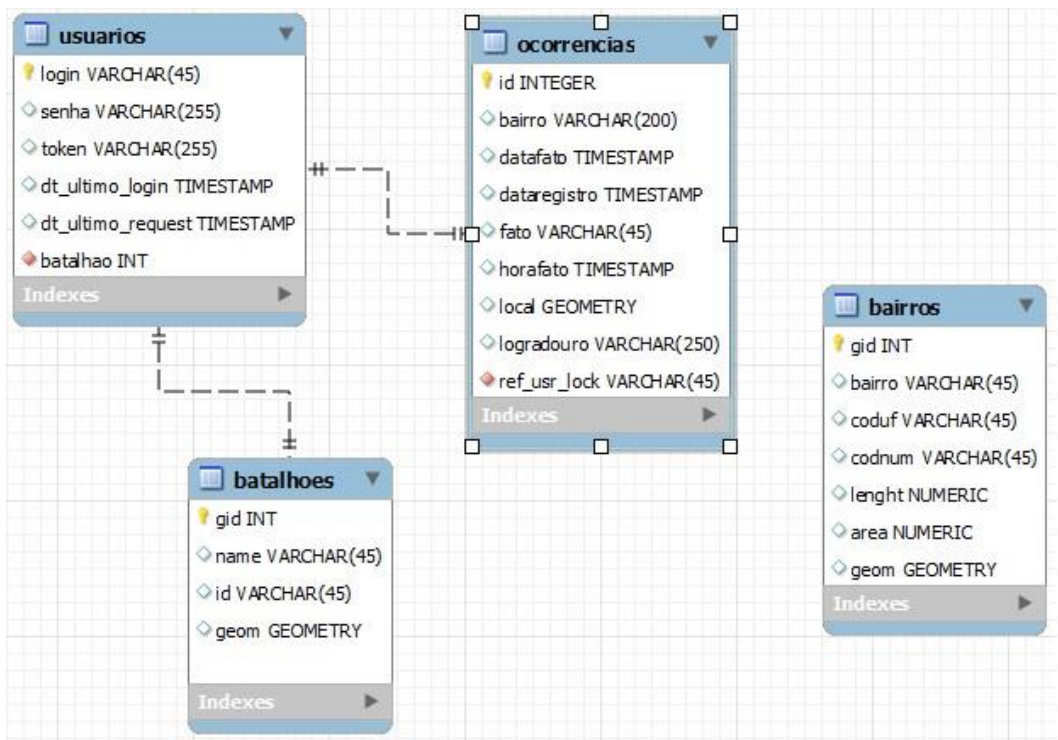 usuarios
login VARCHAR(45)
senha VARCHAR(255)
token VARCHAR(255)
dt_ultimo_login TIMESTAMP
dt_ultimo_request TIMESTAMP
batalhao INT
Indexes
ocorrencias
id INTEGER
bairro VARCHAR(200)
datafato TIMESTAMP
dataregistro TIMESTAMP
fato VARCHAR(45)
horafato TIMESTAMP
local GEOMETRY
logradouro VARCHAR(250)
ref_usr_lock VARCHAR(45)
Indexes
bairros
gid INT
bairro VARCHAR(45)
coduf VARCHAR(45)
codnum VARCHAR(45)
lenght NUMERIC
area NUMERIC
geom GEOMETRY
Indexes
batalhoes
gid INT
name VARCHAR(45)
id VARCHAR(45)
geom GEOMETRY
Indexes